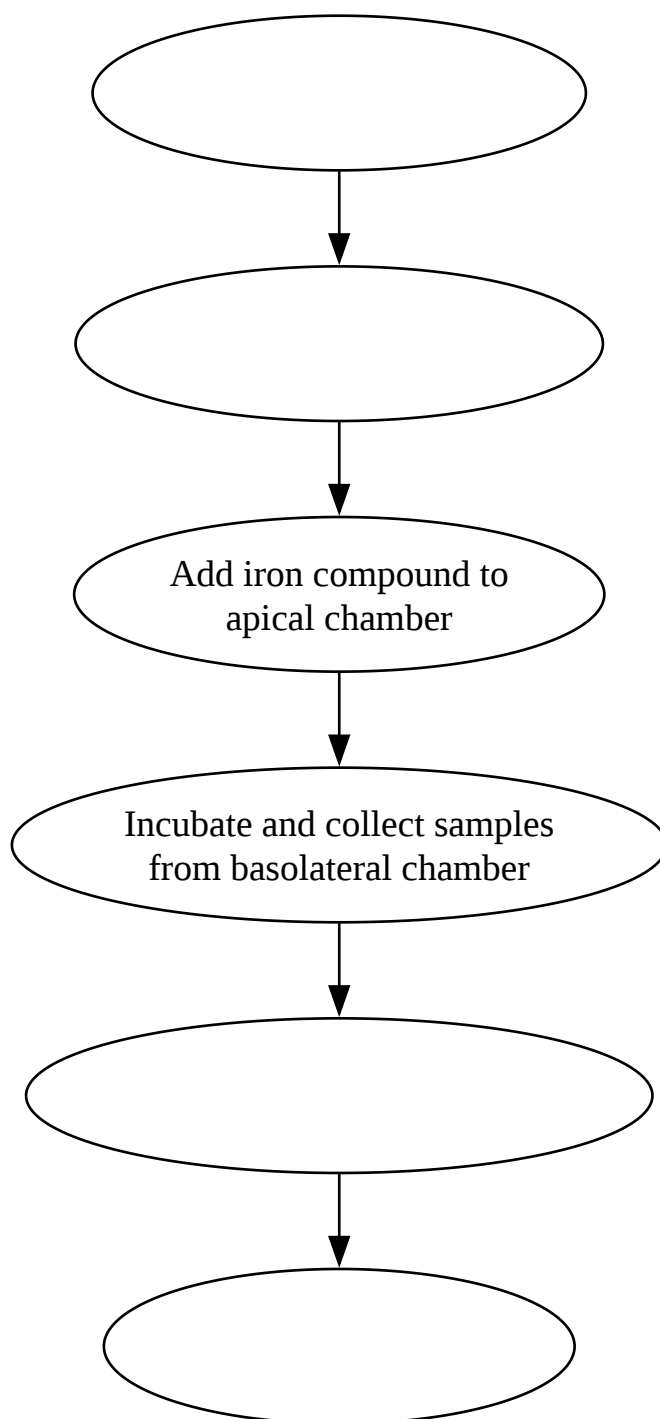 Add iron compound to
apical chamber
Incubate and collect samples
from basolateral chamber